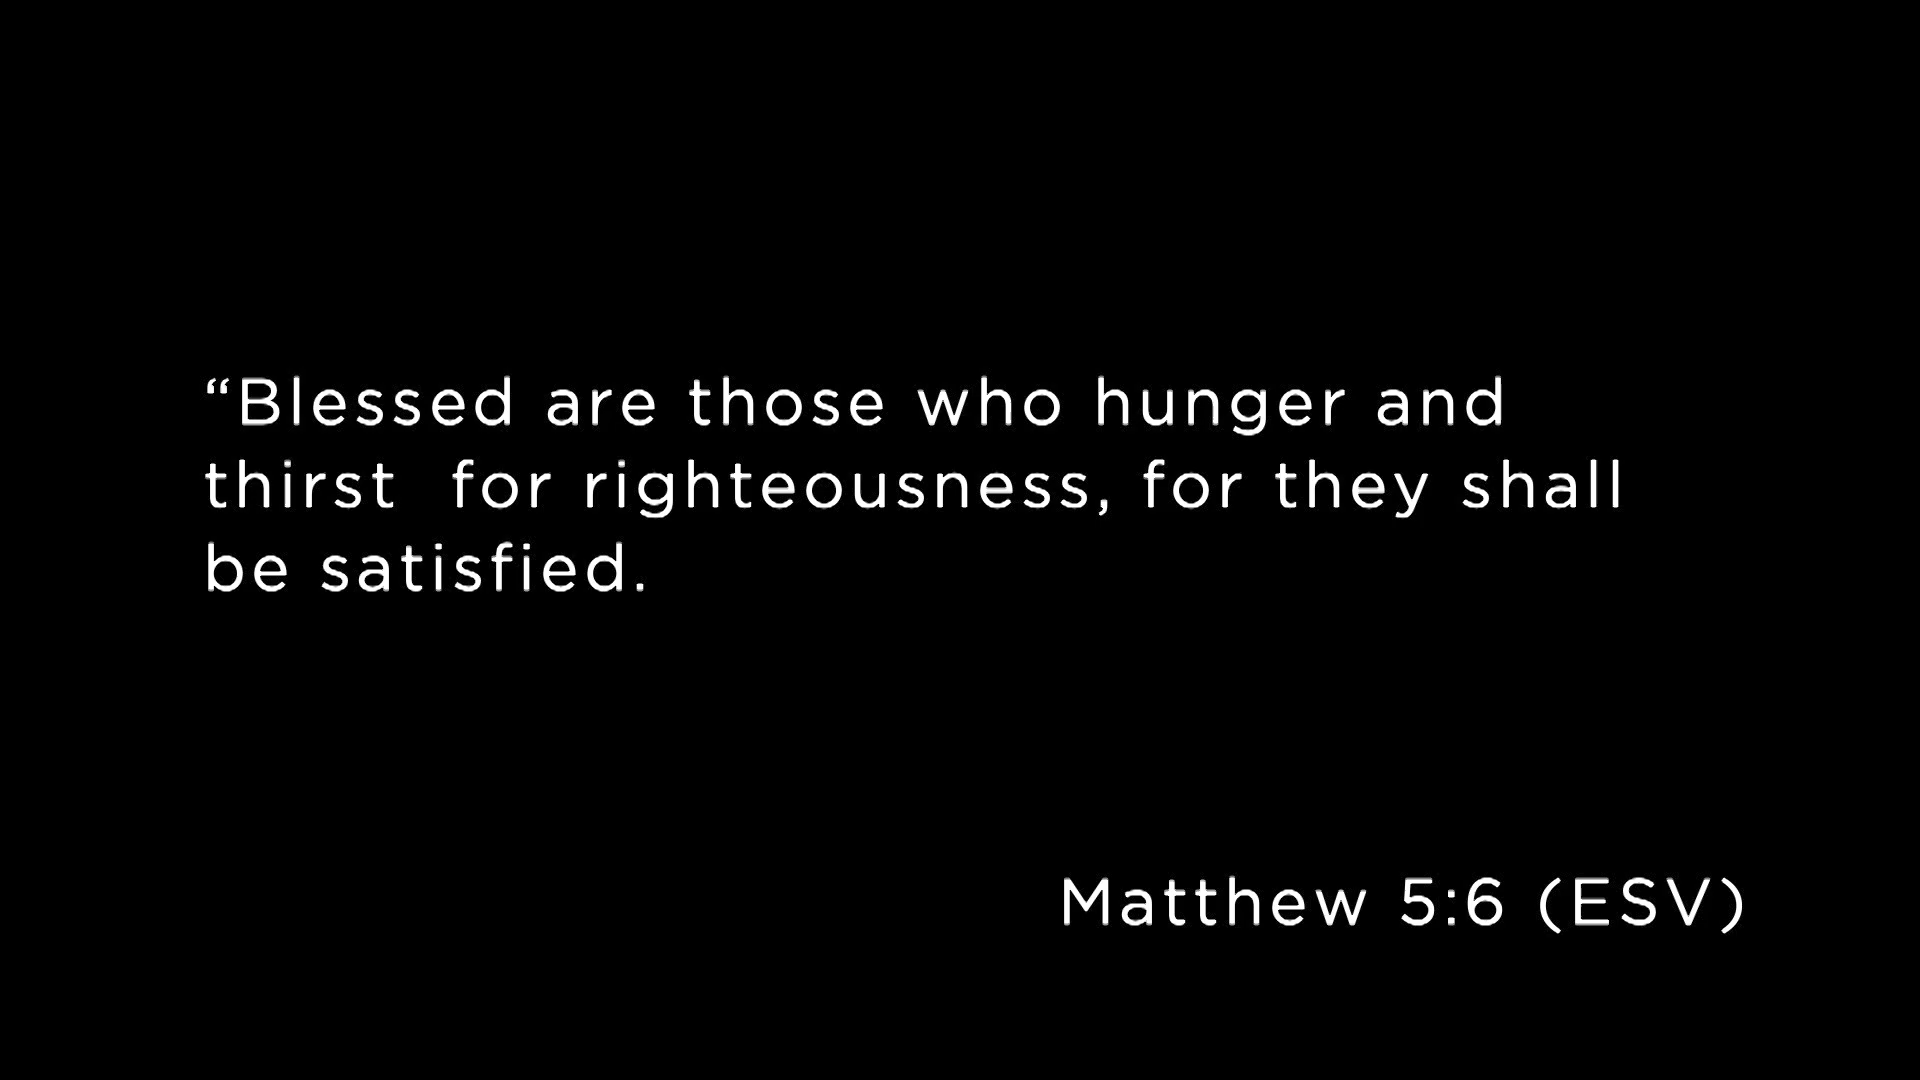 “Blessed are those who hunger and
thirst  for righteousness, for they shall
be satisfied.
Matthew 5:6 (ESV)